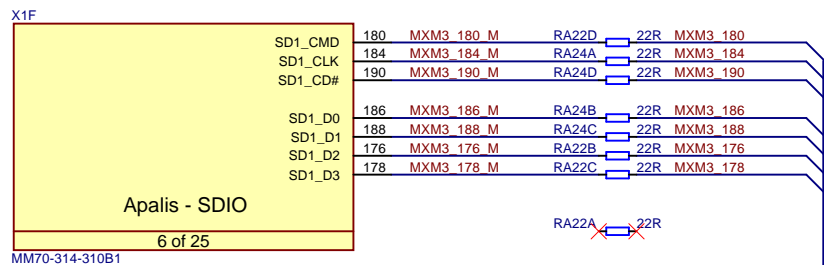 X1F
SD1_CMD 180 MXM3_180_M RA22D 22R MXM3_180
SD1_CLK 184 MXM3_184_M RA24A 22R MXM3_184
SD1_CD# 190 MXM3_190_M RA24D 22R MXM3_190
SD1_D0 186 MXM3_186_M RA24B 22R MXM3_186
SD1_D1 188 MXM3_188_M RA24C 22R MXM3_188
SD1_D2 176 MXM3_176_M RA22B 22R MXM3_176
SD1_D3 178 MXM3_178_M RA22C 22R MXM3_178
Apalis - SDIO
RA22A 22R
6 of 25
MM70-314-310B1